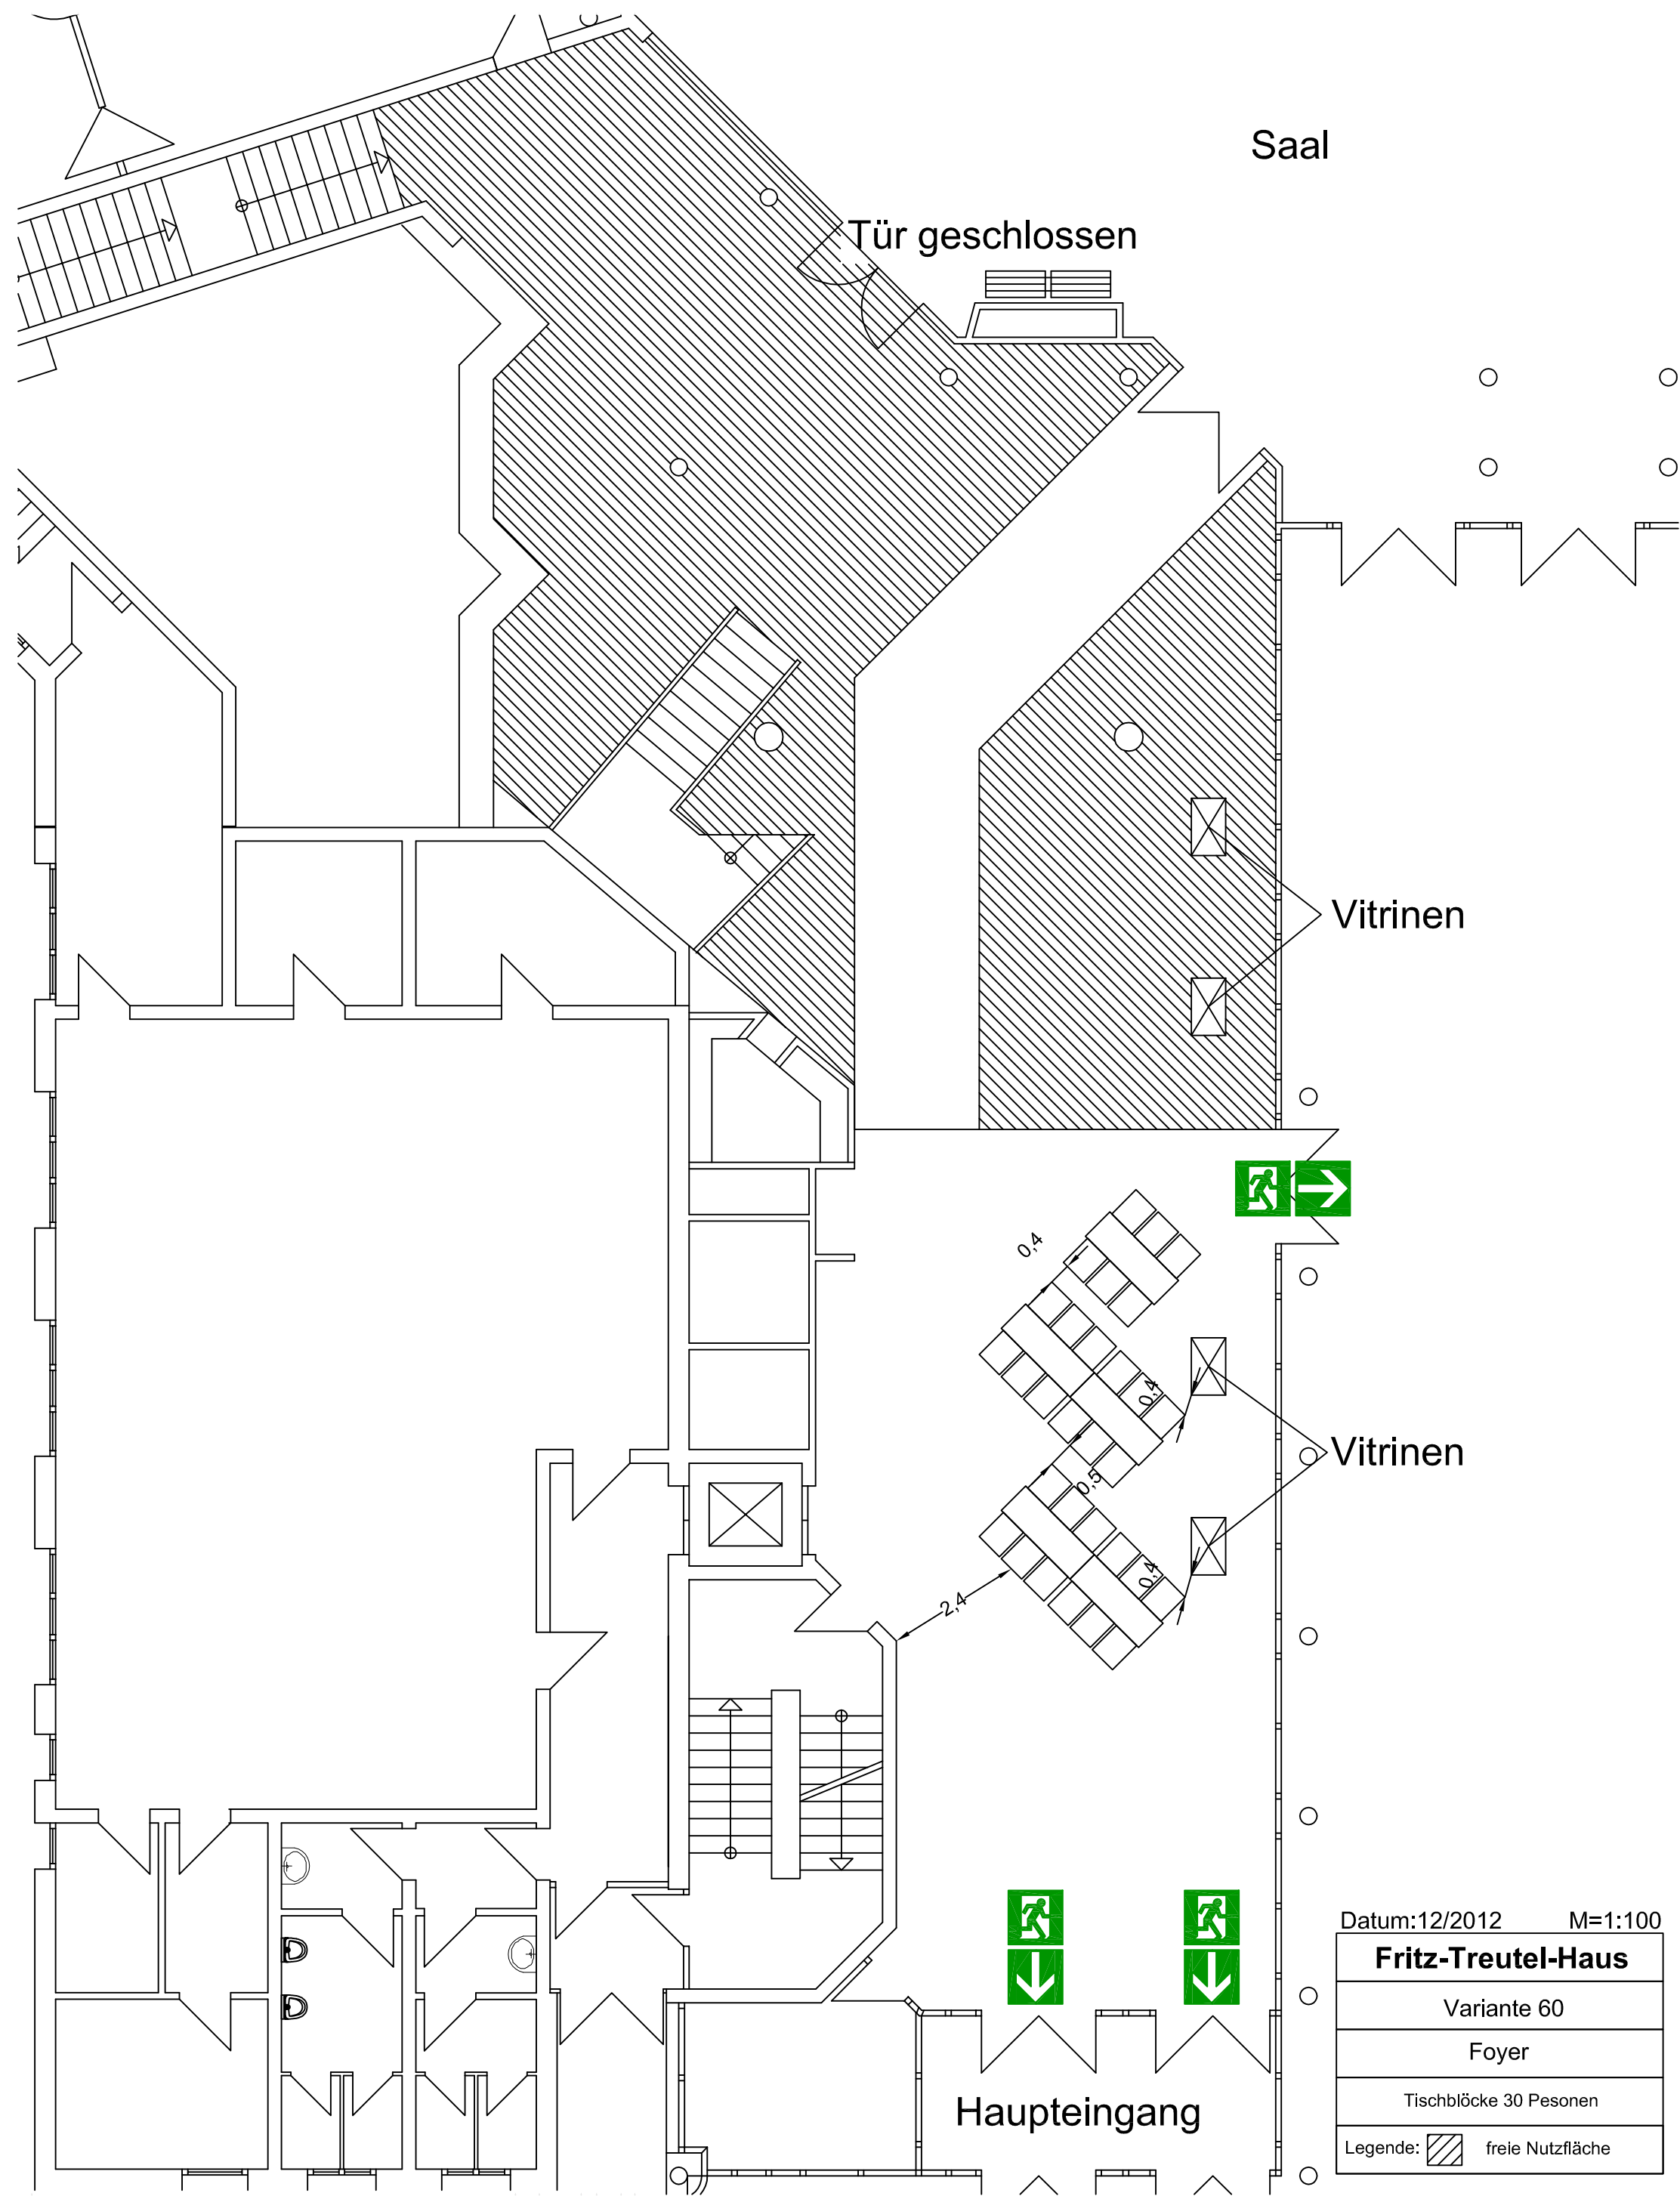 Saal
Tür geschlossen
Vitrinen
0,4
0,4
Vitrinen
0,5
0,4
2,4
Datum:12/2012 M=1:100
Fritz-Treutel-Haus
Variante 60
Foyer
Tischblöcke 30 Pesonen
Haupteingang
Legende: freie Nutzfläche